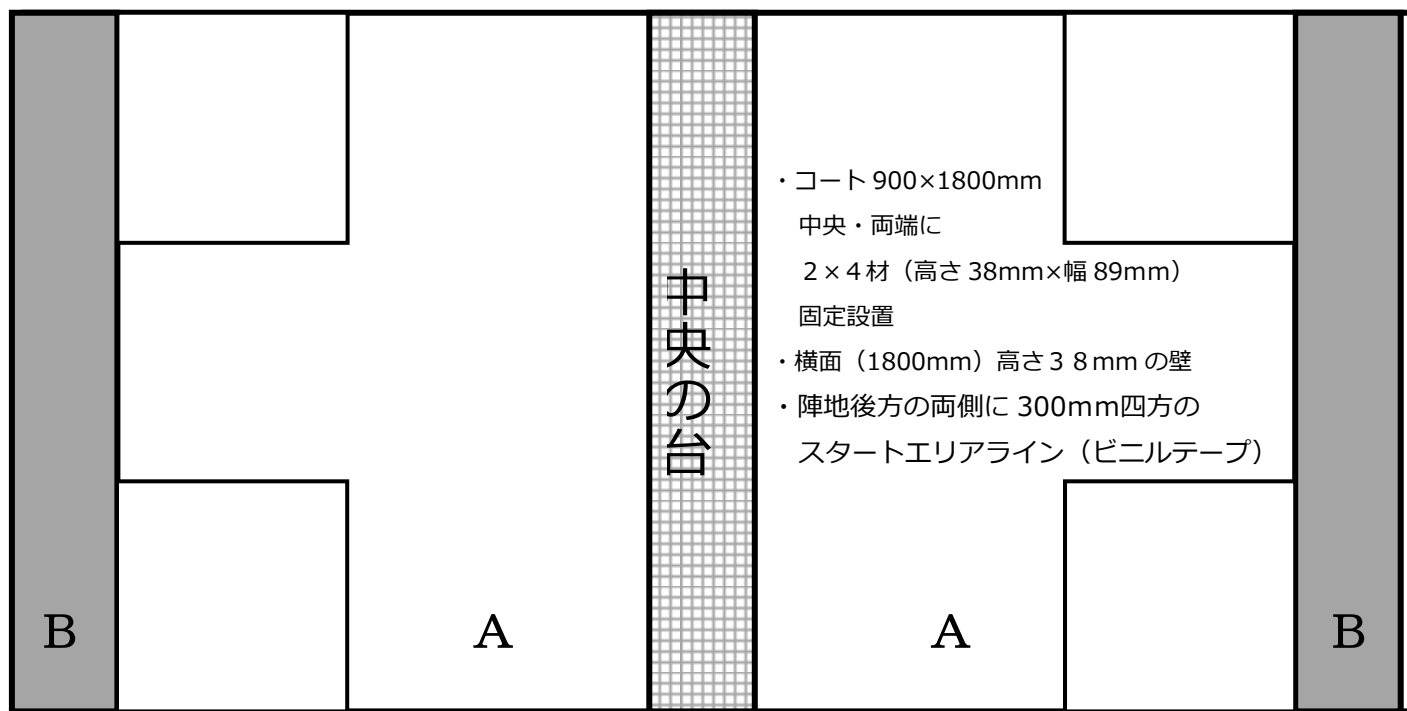 ・コート 900×1800mm
中央・両端に
２×４材（高さ 38mm×幅 89mm）
固定設置
・横面（1800mm）高さ３８mm の壁
・陣地後方の両側に 300mm四方の
スタートエリアライン（ビニルテープ）
中央の台
B
A
A
B